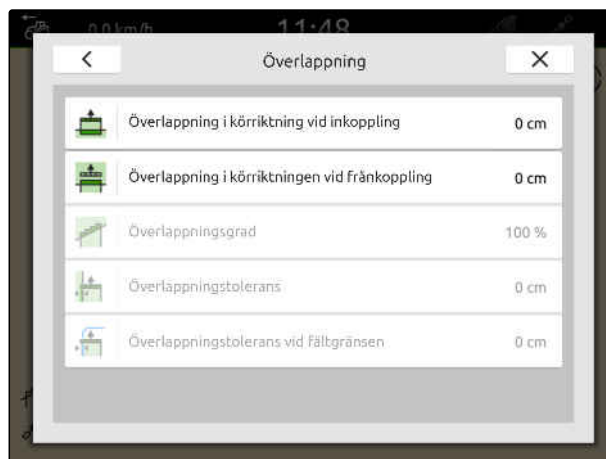 0.0 km/h 11:48
Överlappning
Överlappning i körriktning vid inkoppling 0 cm
Överlappning i körriktningen vid frånkoppling 0 cm
Överlappningsgrad 100 %
Överlappningstolerans 0 cm
Överlappningstolerans vid fältgränsen 0 cm